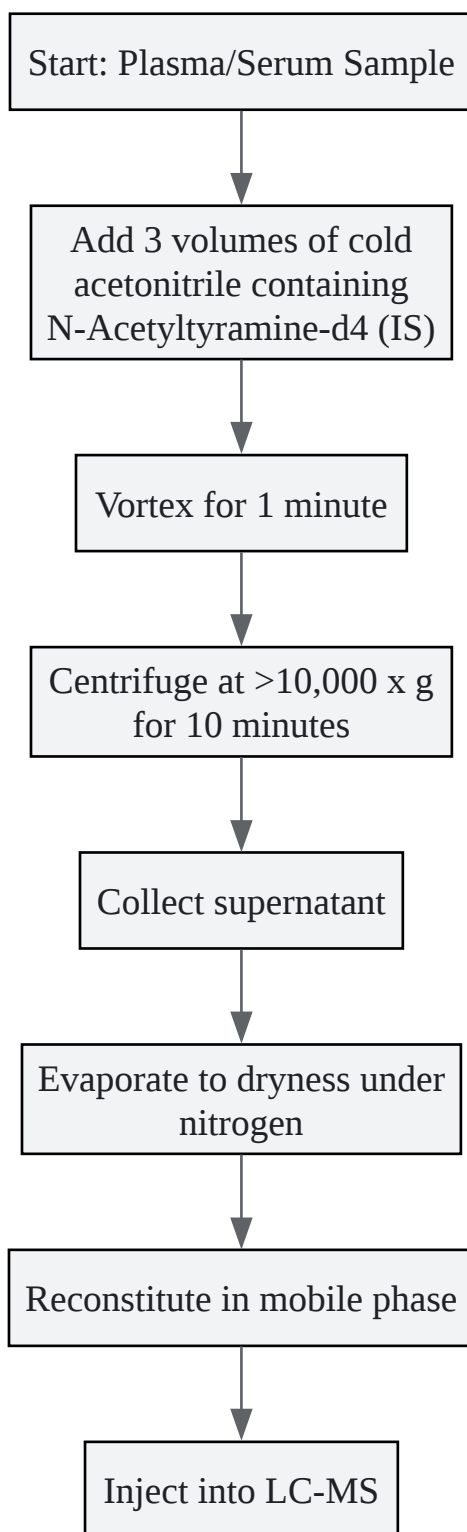 Start: Plasma/Serum Sample
Add 3 volumes of cold
acetonitrile containing
N-Acetyltyramine-d4 (IS)
Vortex for 1 minute
Centrifuge at >10,000 x g
for 10 minutes
Collect supernatant
Evaporate to dryness under
nitrogen
Reconstitute in mobile phase
Inject into LC-MS